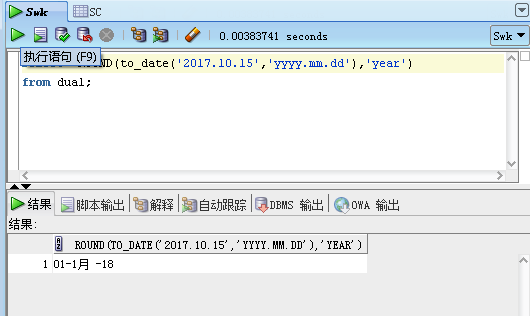 Swk
SC
0.00383741 seconds
Swk
执行语句 (F9)
ROUND(to_date('2017.10.15','yyyy.mm.dd'),'year')
from dual;
结果
脚本输出
解释
自动跟踪
DBMS 输出
OWA 输出
结果:
ROUND(TO_DATE('2017.10.15','YYYY.MM.DD'),'YEAR')
1 01-1月 -18